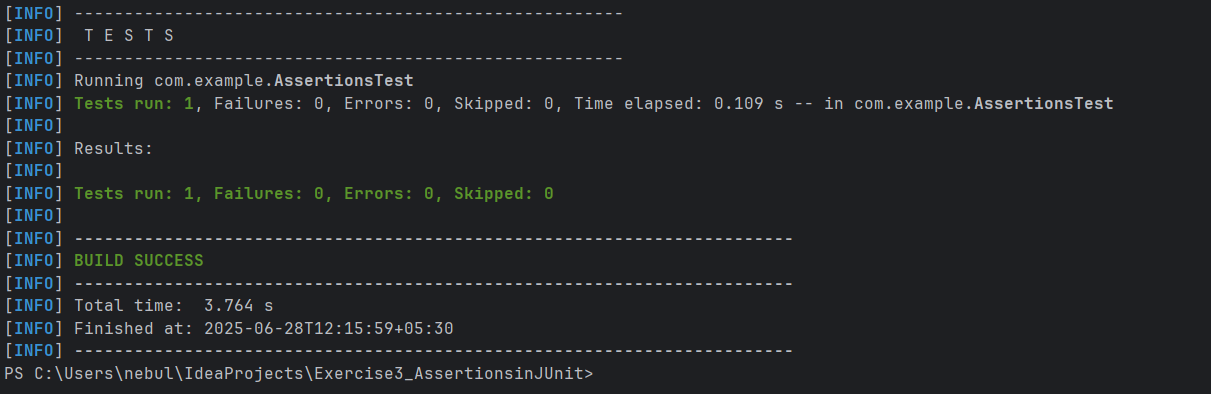 [INFO] -------------------------------------------------------
[INFO]  T E S T S
[INFO] -------------------------------------------------------
[INFO] Running com.example.AssertionsTest
[INFO] Tests run: 1, Failures: 0, Errors: 0, Skipped: 0, Time elapsed: 0.109 s -- in com.example.AssertionsTest
[INFO]
[INFO] Results:
[INFO]
[INFO] Tests run: 1, Failures: 0, Errors: 0, Skipped: 0
[INFO]
[INFO] ------------------------------------------------------------------------
[INFO] BUILD SUCCESS
[INFO] ------------------------------------------------------------------------
[INFO] Total time:  3.764 s
[INFO] Finished at: 2025-06-28T12:15:59+05:30
[INFO] ------------------------------------------------------------------------
PS C:\Users\nebul\IdeaProjects\Exercise3_AssertionsinJUnit>